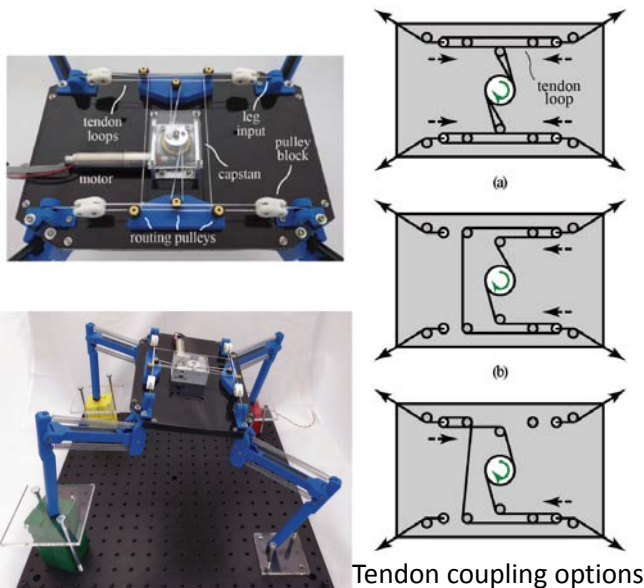 tendon
loops
motor
routing pulleys
capstan
leg
input
pulley
block
tendon
loop
(a)
(b)
Tendon coupling options